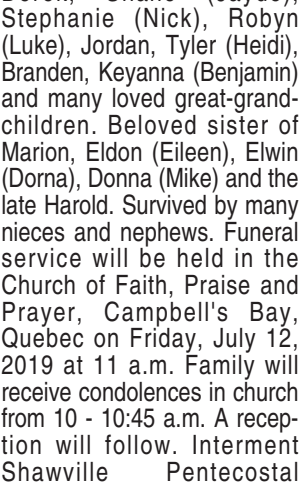 Derek, Shane (Jayde),
Stephanie (Nick), Robyn
(Luke), Jordan, Tyler (Heidi),
Branden, Keyanna (Benjamin)
and many loved great-grand-
children. Beloved sister of
Marion, Eldon (Eileen), Elwin
(Dorna), Donna (Mike) and the
late Harold. Survived by many
nieces and nephews. Funeral
service will be held in the
Church of Faith, Praise and
Prayer, Campbell's Bay,
Quebec on Friday, July 12,
2019 at 11 a.m. Family will
receive condolences in church
from 10 - 10:45 a.m. A recep-
tion will follow. Interment
Shawville Pentecostal